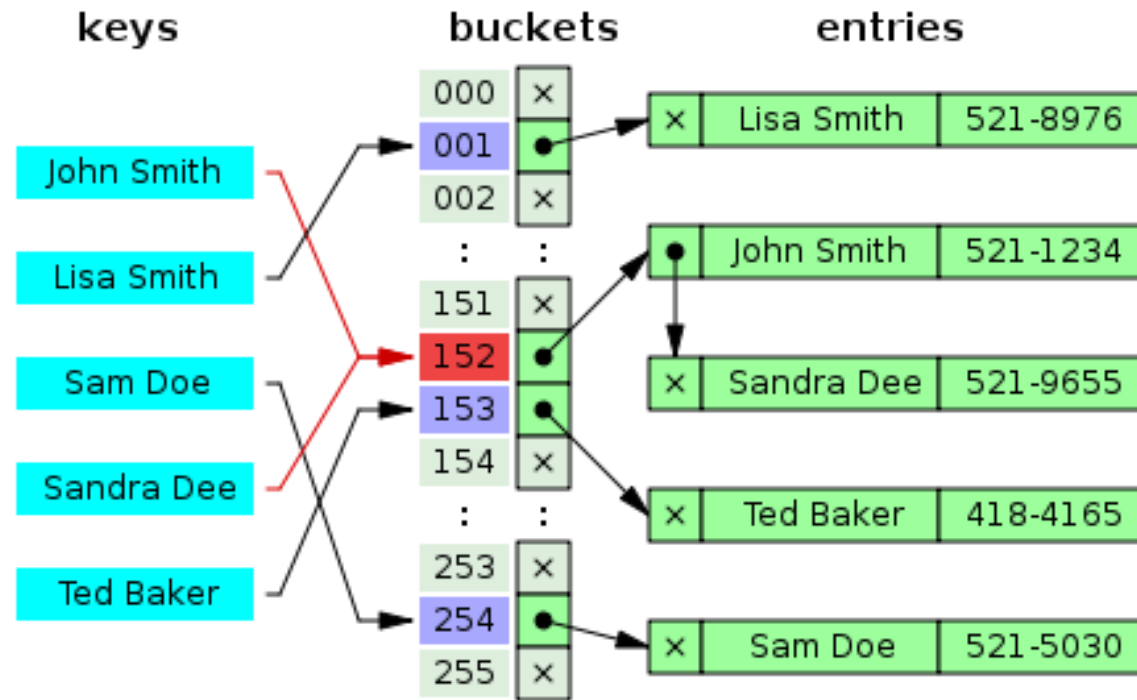 keys buckets entries
000 ×
× Lisa Smith 521-8976
001
John Smith
002 ×
: :
× John Smith 521-1234
Lisa Smith
151 ×
152
Sam Doe
× Sandra Dee 521-9655
153
154 ×
Sandra Dee
: :
× Ted Baker 418-4165
253 ×
Ted Baker
254
× Sam Doe 521-5030
255 ×